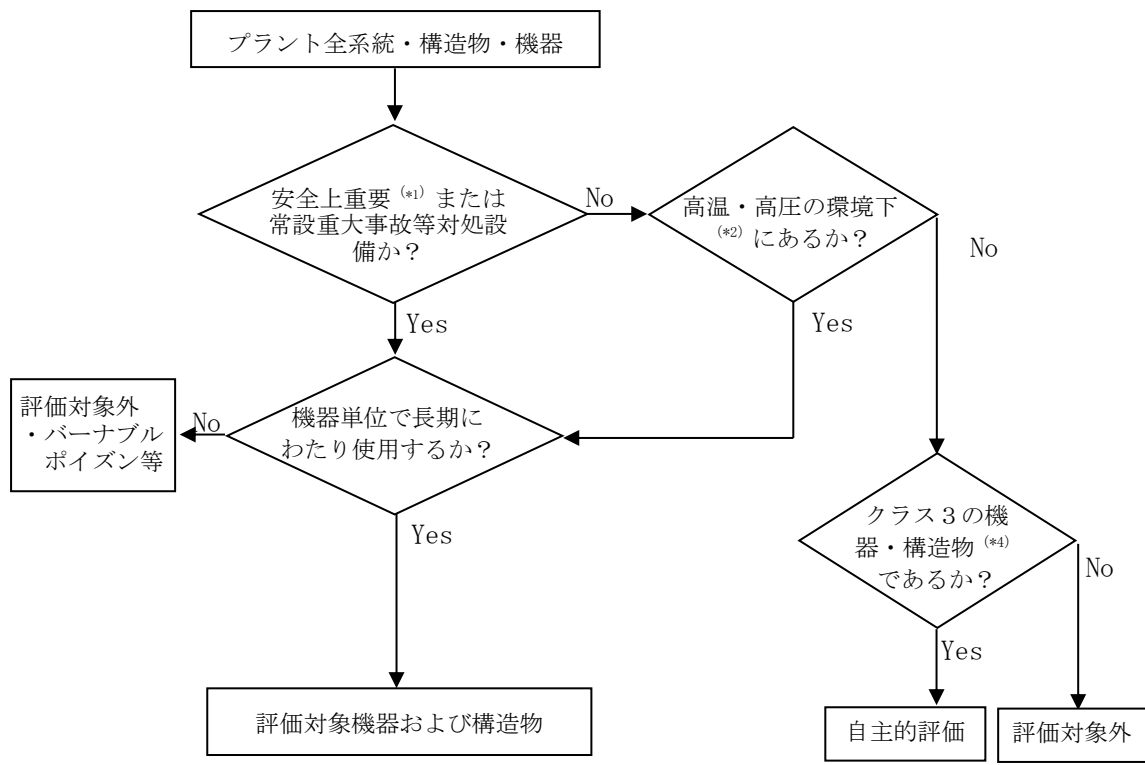 プラント全系統・構造物・機器
安全上重要 (*1) または
常設重大事故等対処設
備か?
No
高温・高圧の環境下
(*2) にあるか?
No
Yes
Yes
評価対象外
・バーナブル
ポイズン等
No
機器単位で長期に
わたり使用するか?
Yes
クラス3の機
器・構造物 (*4)
であるか?
No
Yes
評価対象機器および構造物
自主的評価
評価対象外